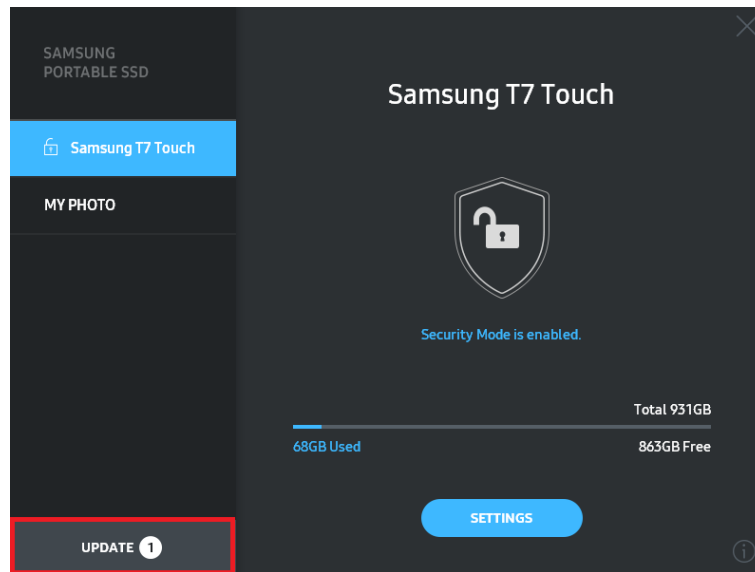 SAMSUNG
PORTABLE SSD
Samsung T7 Touch
MY PHOTO
UPDATE 1
Samsung T7 Touch
Security Mode is enabled.
Total 931GB
68GB Used
863GB Free
SETTINGS